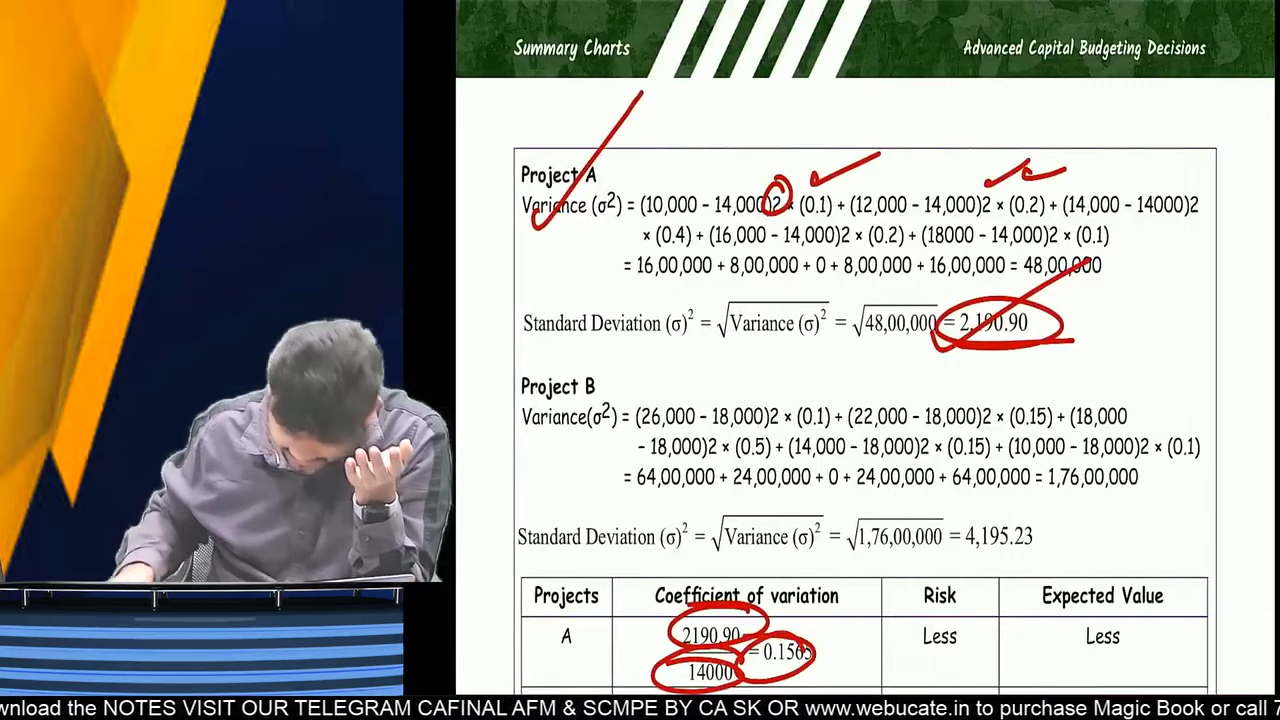 Summary Charts
Advanced Capital Budgeting Decisions
Project A
Variance (σ²) = (10,000 – 14,000)2 × (0.1) + (12,000 – 14,000)2 × (0.2) + (14,000 – 14000)2
× (0.4) + (16,000 – 14,000)2 × (0.2) + (18000 – 14,000)2 × (0.1)
= 16,00,000 + 8,00,000 + 0 + 8,00,000 + 16,00,000 = 48,00,000
Standard Deviation (σ)² = √Variance (σ)² = √48,00,000 = 2,190.90
Project B
Variance(σ²) = (26,000 – 18,000)2 × (0.1) + (22,000 – 18,000)2 × (0.15) + (18,000
– 18,000)2 × (0.5) + (14,000 – 18,000)2 × (0.15) + (10,000 – 18,000)2 × (0.1)
= 64,00,000 + 24,00,000 + 0 + 24,00,000 + 64,00,000 = 1,76,00,000
Standard Deviation (σ)² = √Variance (σ)² = √1,76,00,000 = 4,195.23
Projects Coefficient of variation Risk Expected Value
A 2190.90 / 14000 = 0.1565 Less Less
wnload the NOTES VISIT OUR TELEGRAM CAFINAL AFM & SCMPE BY CA SK OR www.webucate.in to purchase Magic Book or call 7